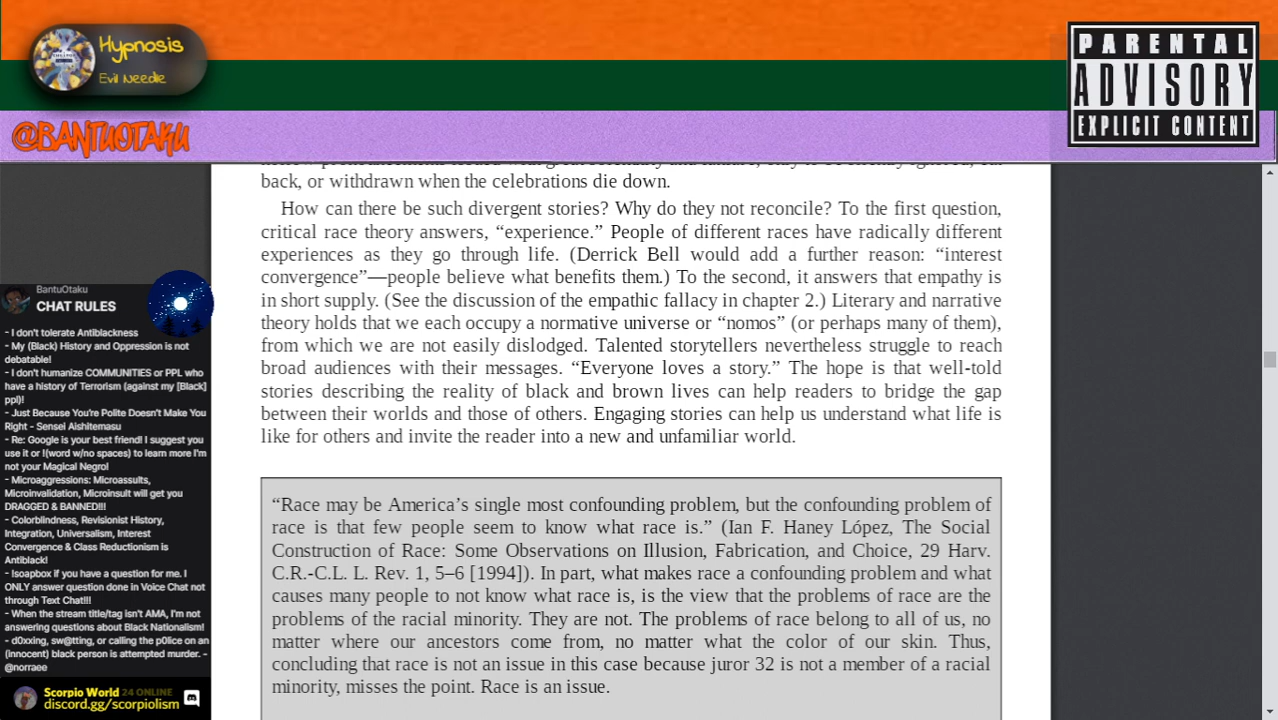 Hypnosis
Evil Needle
PARENTAL
ADVISORY
EXPLICIT CONTENT
@BANTUOTAKU
back, or withdrawn when the celebrations die down.
How can there be such divergent stories? Why do they not reconcile? To the first question,
critical race theory answers, “experience.” People of different races have radically different
experiences as they go through life. (Derrick Bell would add a further reason: “interest
convergence”—people believe what benefits them.) To the second, it answers that empathy is
in short supply. (See the discussion of the empathic fallacy in chapter 2.) Literary and narrative
theory holds that we each occupy a normative universe or “nomos” (or perhaps many of them),
from which we are not easily dislodged. Talented storytellers nevertheless struggle to reach
broad audiences with their messages. “Everyone loves a story.” The hope is that well-told
stories describing the reality of black and brown lives can help readers to bridge the gap
between their worlds and those of others. Engaging stories can help us understand what life is
like for others and invite the reader into a new and unfamiliar world.
“Race may be America’s single most confounding problem, but the confounding problem of
race is that few people seem to know what race is.” (Ian F. Haney López, The Social
Construction of Race: Some Observations on Illusion, Fabrication, and Choice, 29 Harv.
C.R.-C.L. L. Rev. 1, 5–6 [1994]). In part, what makes race a confounding problem and what
causes many people to not know what race is, is the view that the problems of race are the
problems of the racial minority. They are not. The problems of race belong to all of us, no
matter where our ancestors come from, no matter what the color of our skin. Thus,
concluding that race is not an issue in this case because juror 32 is not a member of a racial
minority, misses the point. Race is an issue.
BantuOtaku
CHAT RULES
- I don't tolerate Antiblackness
- My (Black) History and Oppression is not
debatable!
- I don't humanize COMMUNITIES or PPL who
have a history of Terrorism (against my [Black]
ppl)!
- Just Because You're Polite Doesn't Make You
Right - Sensei Aishitemasu
- Re: Google is your best friend! I suggest you
use it or !(word w/no spaces) to learn more I'm
not your Magical Negro!
- Microaggressions: Microassults,
Microinvalidation, Microinsult will get you
DRAGGED & BANNED!!!
- Colorblindness, Revisionist History,
Integration, Universalism, Interest
Convergence & Class Reductionism is
Antiblack!
- !soapbox if you have a question for me. I
ONLY answer question done in Voice Chat not
through Text Chat!!!
- When the stream title/tag isn't AMA, I'm not
answering questions about Black Nationalism!
- d0xxing, sw@tting, or calling the p0lice on an
(innocent) black person is attempted murder. -
@norraee
Scorpio World 24 ONLINE
discord.gg/scorpiolism